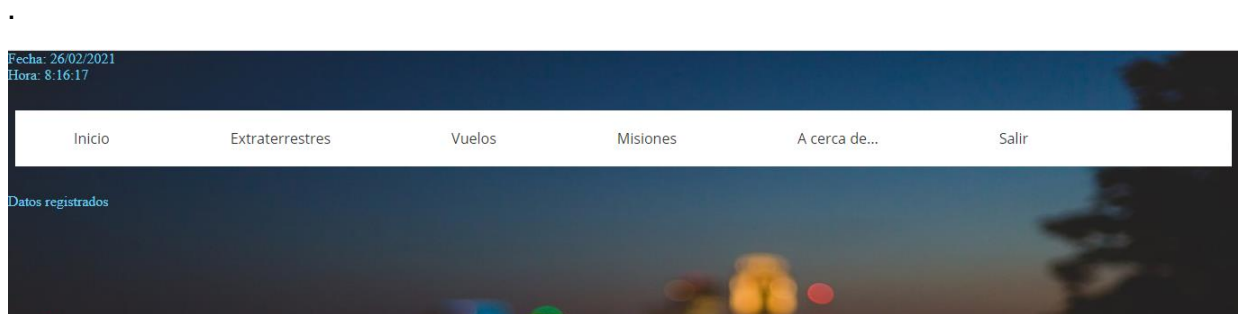 .
Fecha: 26/02/2021
Hora: 8:16:17
Inicio Extraterrestres Vuelos Misiones A cerca de... Salir
Datos registrados